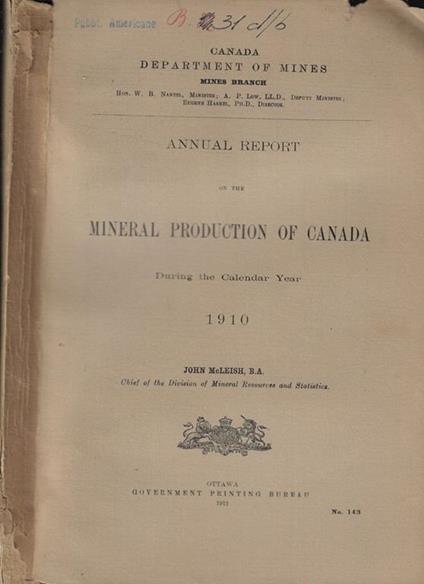 Pubbl. Americane
B. 31 d/b
CANADA
DEPARTMENT OF MINES
MINES BRANCH
HON. W. B. NANTEL, MINISTER; A. P. LOW, LL.D., DEPUTY MINISTER;
EUGENE HAANEL, PH.D., DIRECTOR.
ANNUAL REPORT
ON THE
MINERAL PRODUCTION OF CANADA
During the Calendar Year
1910
JOHN McLEISH, B.A.
Chief of the Division of Mineral Resources and Statistics.
OTTAWA
GOVERNMENT PRINTING BUREAU
No. 143